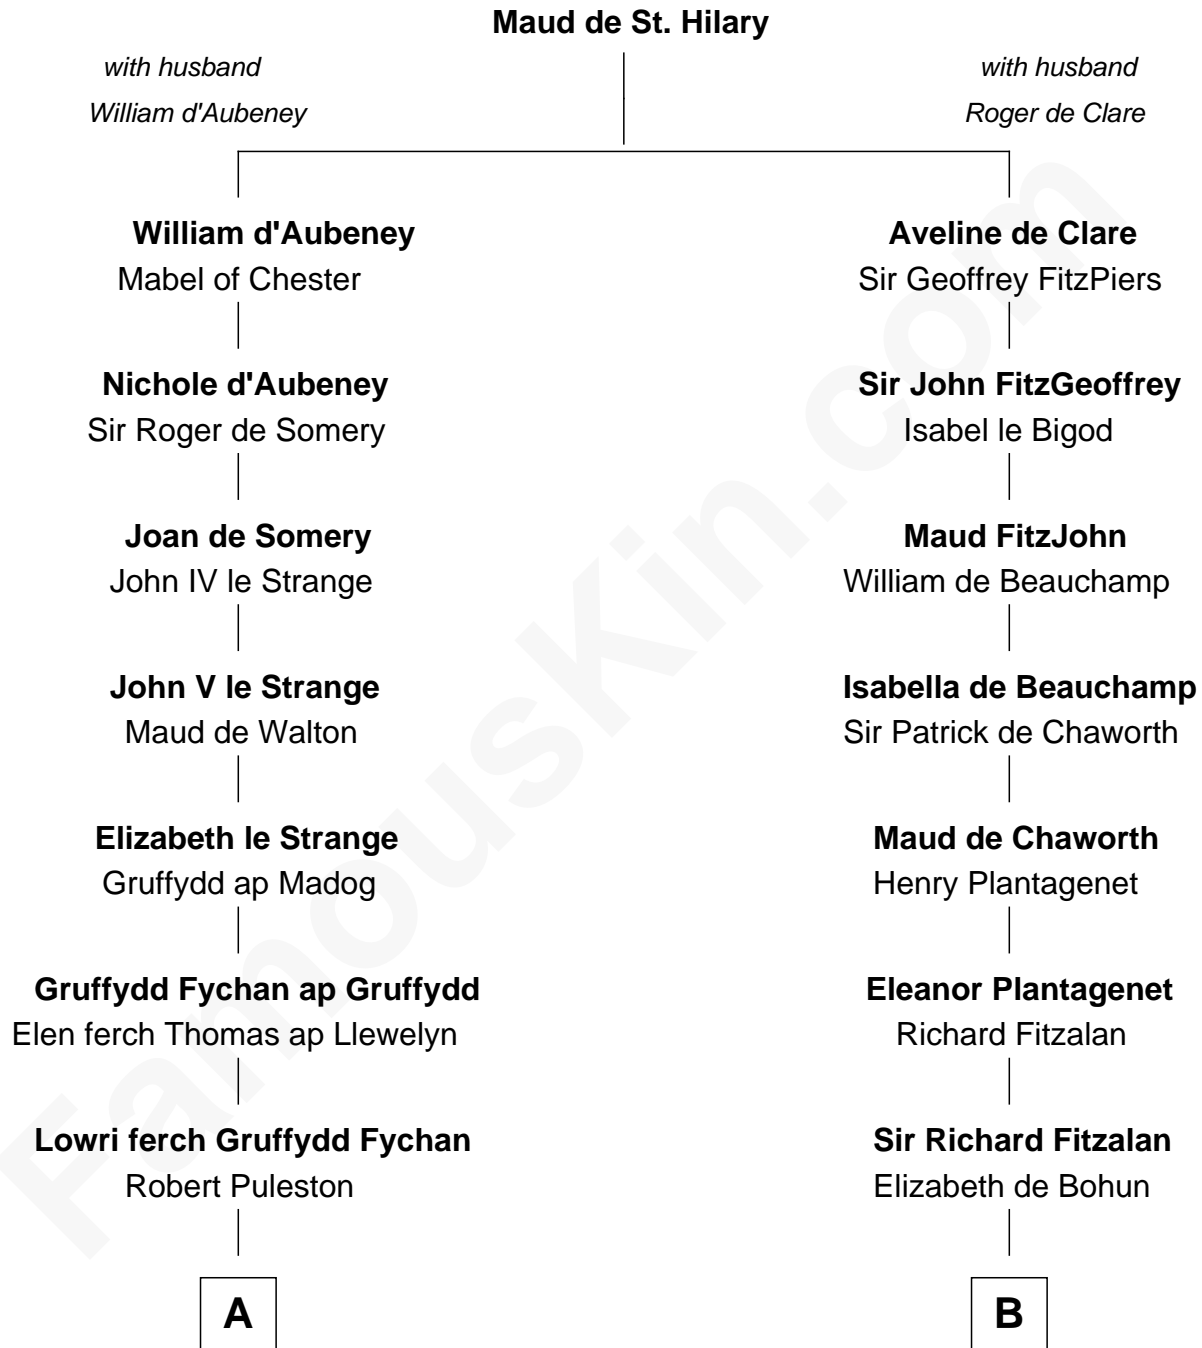 Maud de St. Hilary
with husband
William d'Aubeney
with husband
Roger de Clare
William d'Aubeney
Mabel of Chester
Nichole d'Aubeney
Sir Roger de Somery
Joan de Somery
John IV le Strange
John V le Strange
Maud de Walton
Elizabeth le Strange
Gruffydd ap Madog
Gruffydd Fychan ap Gruffydd
Elen ferch Thomas ap Llewelyn
Lowri ferch Gruffydd Fychan
Robert Puleston
A
Aveline de Clare
Sir Geoffrey FitzPiers
Sir John FitzGeoffrey
Isabel le Bigod
Maud FitzJohn
William de Beauchamp
Isabella de Beauchamp
Sir Patrick de Chaworth
Maud de Chaworth
Henry Plantagenet
Eleanor Plantagenet
Richard Fitzalan
Sir Richard Fitzalan
Elizabeth de Bohun
B
FamousKin.com